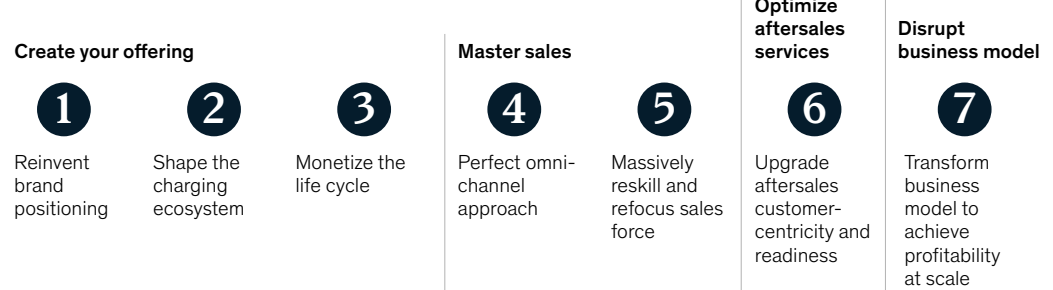 Create your offering
1
Reinvent
brand
positioning
2
Shape the
charging
ecosystem
3
Monetize the
life cycle
Master sales
4
Perfect omni-
channel
approach
5
Massively
reskill and
refocus sales
force
Optimize
aftersales
services
6
Upgrade
aftersales
customer-
centricity and
readiness
Disrupt
business model
7
Transform
business
model to
achieve
profitability
at scale